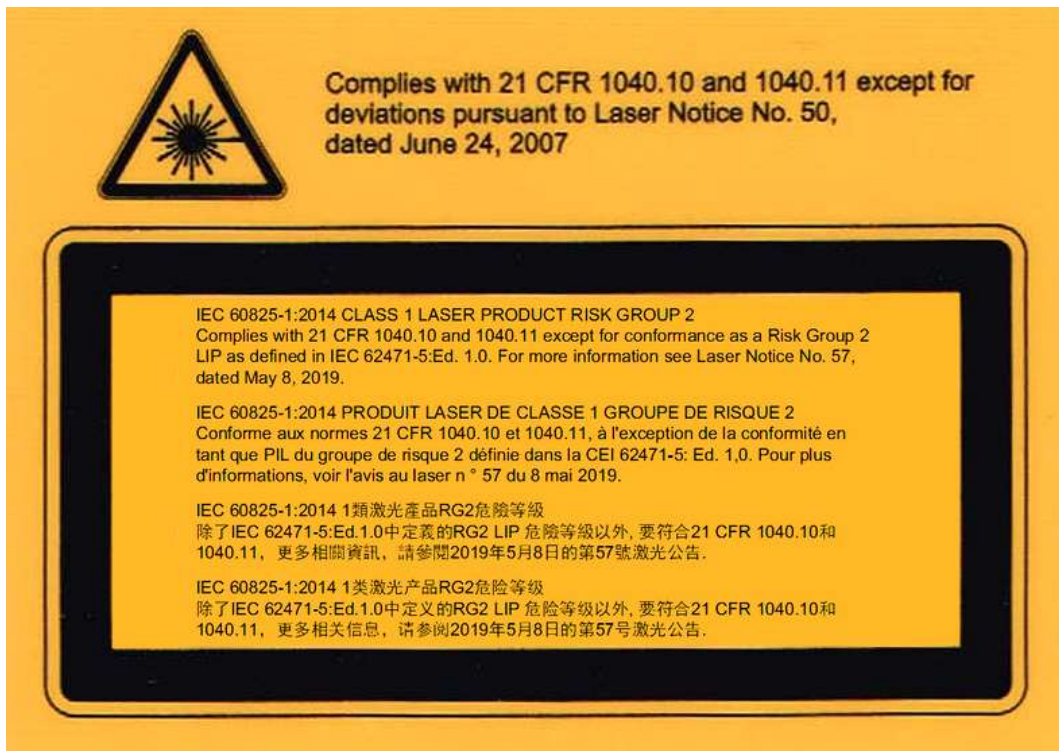 Complies with 21 CFR 1040.10 and 1040.11 except for
deviations pursuant to Laser Notice No. 50,
dated June 24, 2007
IEC 60825-1:2014 CLASS 1 LASER PRODUCT RISK GROUP 2
Complies with 21 CFR 1040.10 and 1040.11 except for conformance as a Risk Group 2
LIP as defined in IEC 62471-5:Ed. 1.0. For more information see Laser Notice No. 57,
dated May 8, 2019.
IEC 60825-1:2014 PRODUIT LASER DE CLASSE 1 GROUPE DE RISQUE 2
Conforme aux normes 21 CFR 1040.10 et 1040.11, à l'exception de la conformité en
tant que PIL du groupe de risque 2 définie dans la CEI 62471-5: Ed. 1,0. Pour plus
d'informations, voir l'avis au laser n ° 57 du 8 mai 2019.
IEC 60825-1:2014 1類激光產品RG2危險等級
除了IEC 62471-5:Ed.1.0中定義的RG2 LIP 危險等級以外, 要符合21 CFR 1040.10和
1040.11，更多相關資訊，請參閱2019年5月8日的第57號激光公告.
IEC 60825-1:2014 1类激光产品RG2危险等级
除了IEC 62471-5:Ed.1.0中定义的RG2 LIP 危险等级以外, 要符合21 CFR 1040.10和
1040.11，更多相关信息，请参阅2019年5月8日的第57号激光公告.